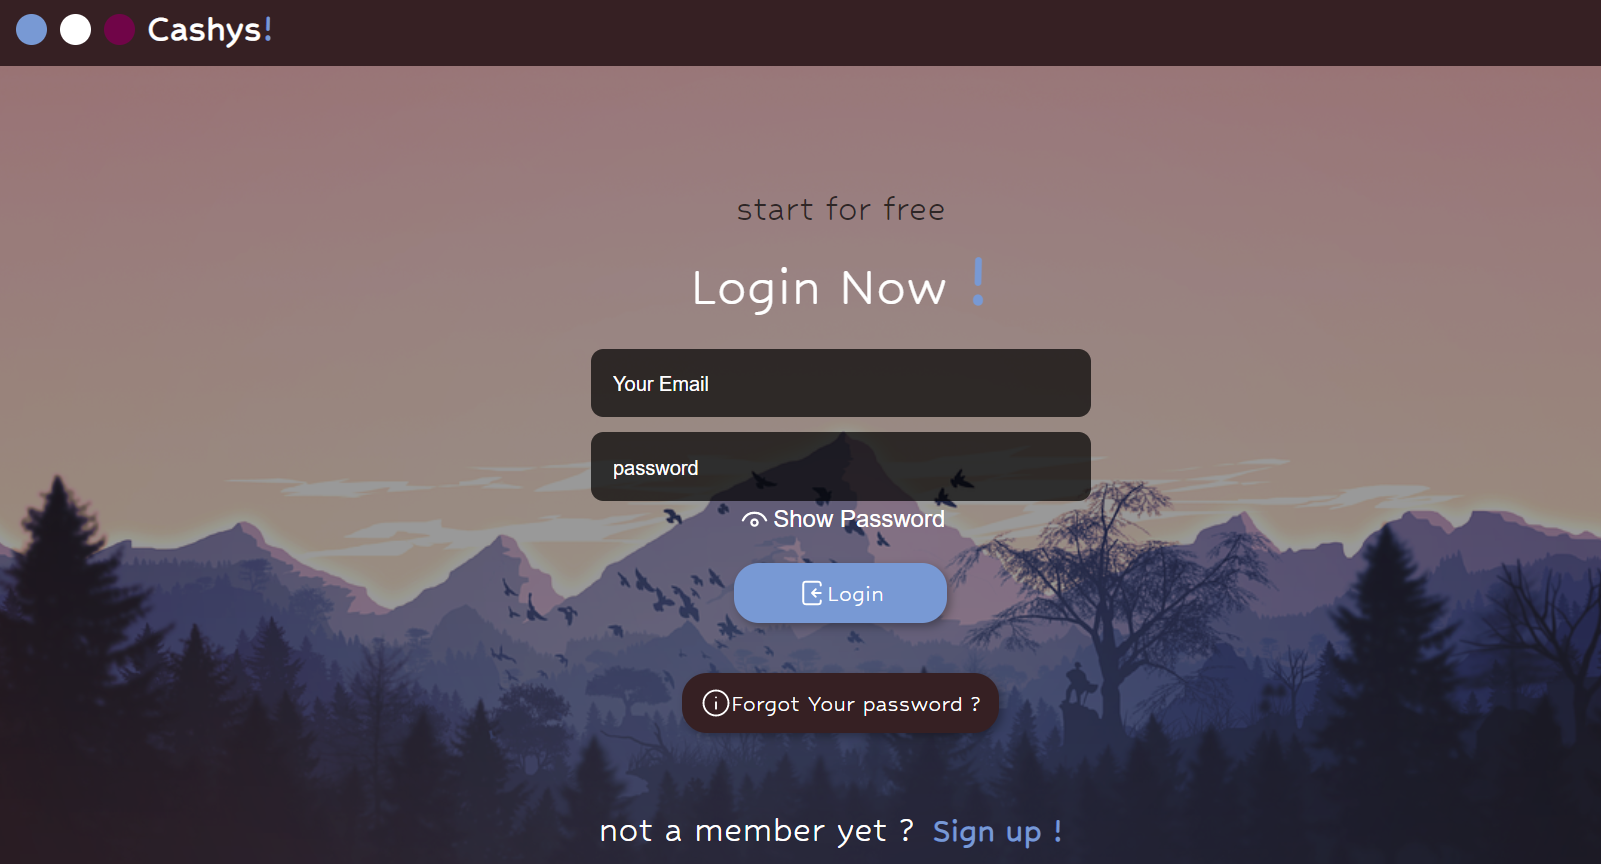 Cashys!
start for free
Login Now !
Your Email
password
Show Password
Login
Forgot Your password ?
not a member yet ? Sign up !